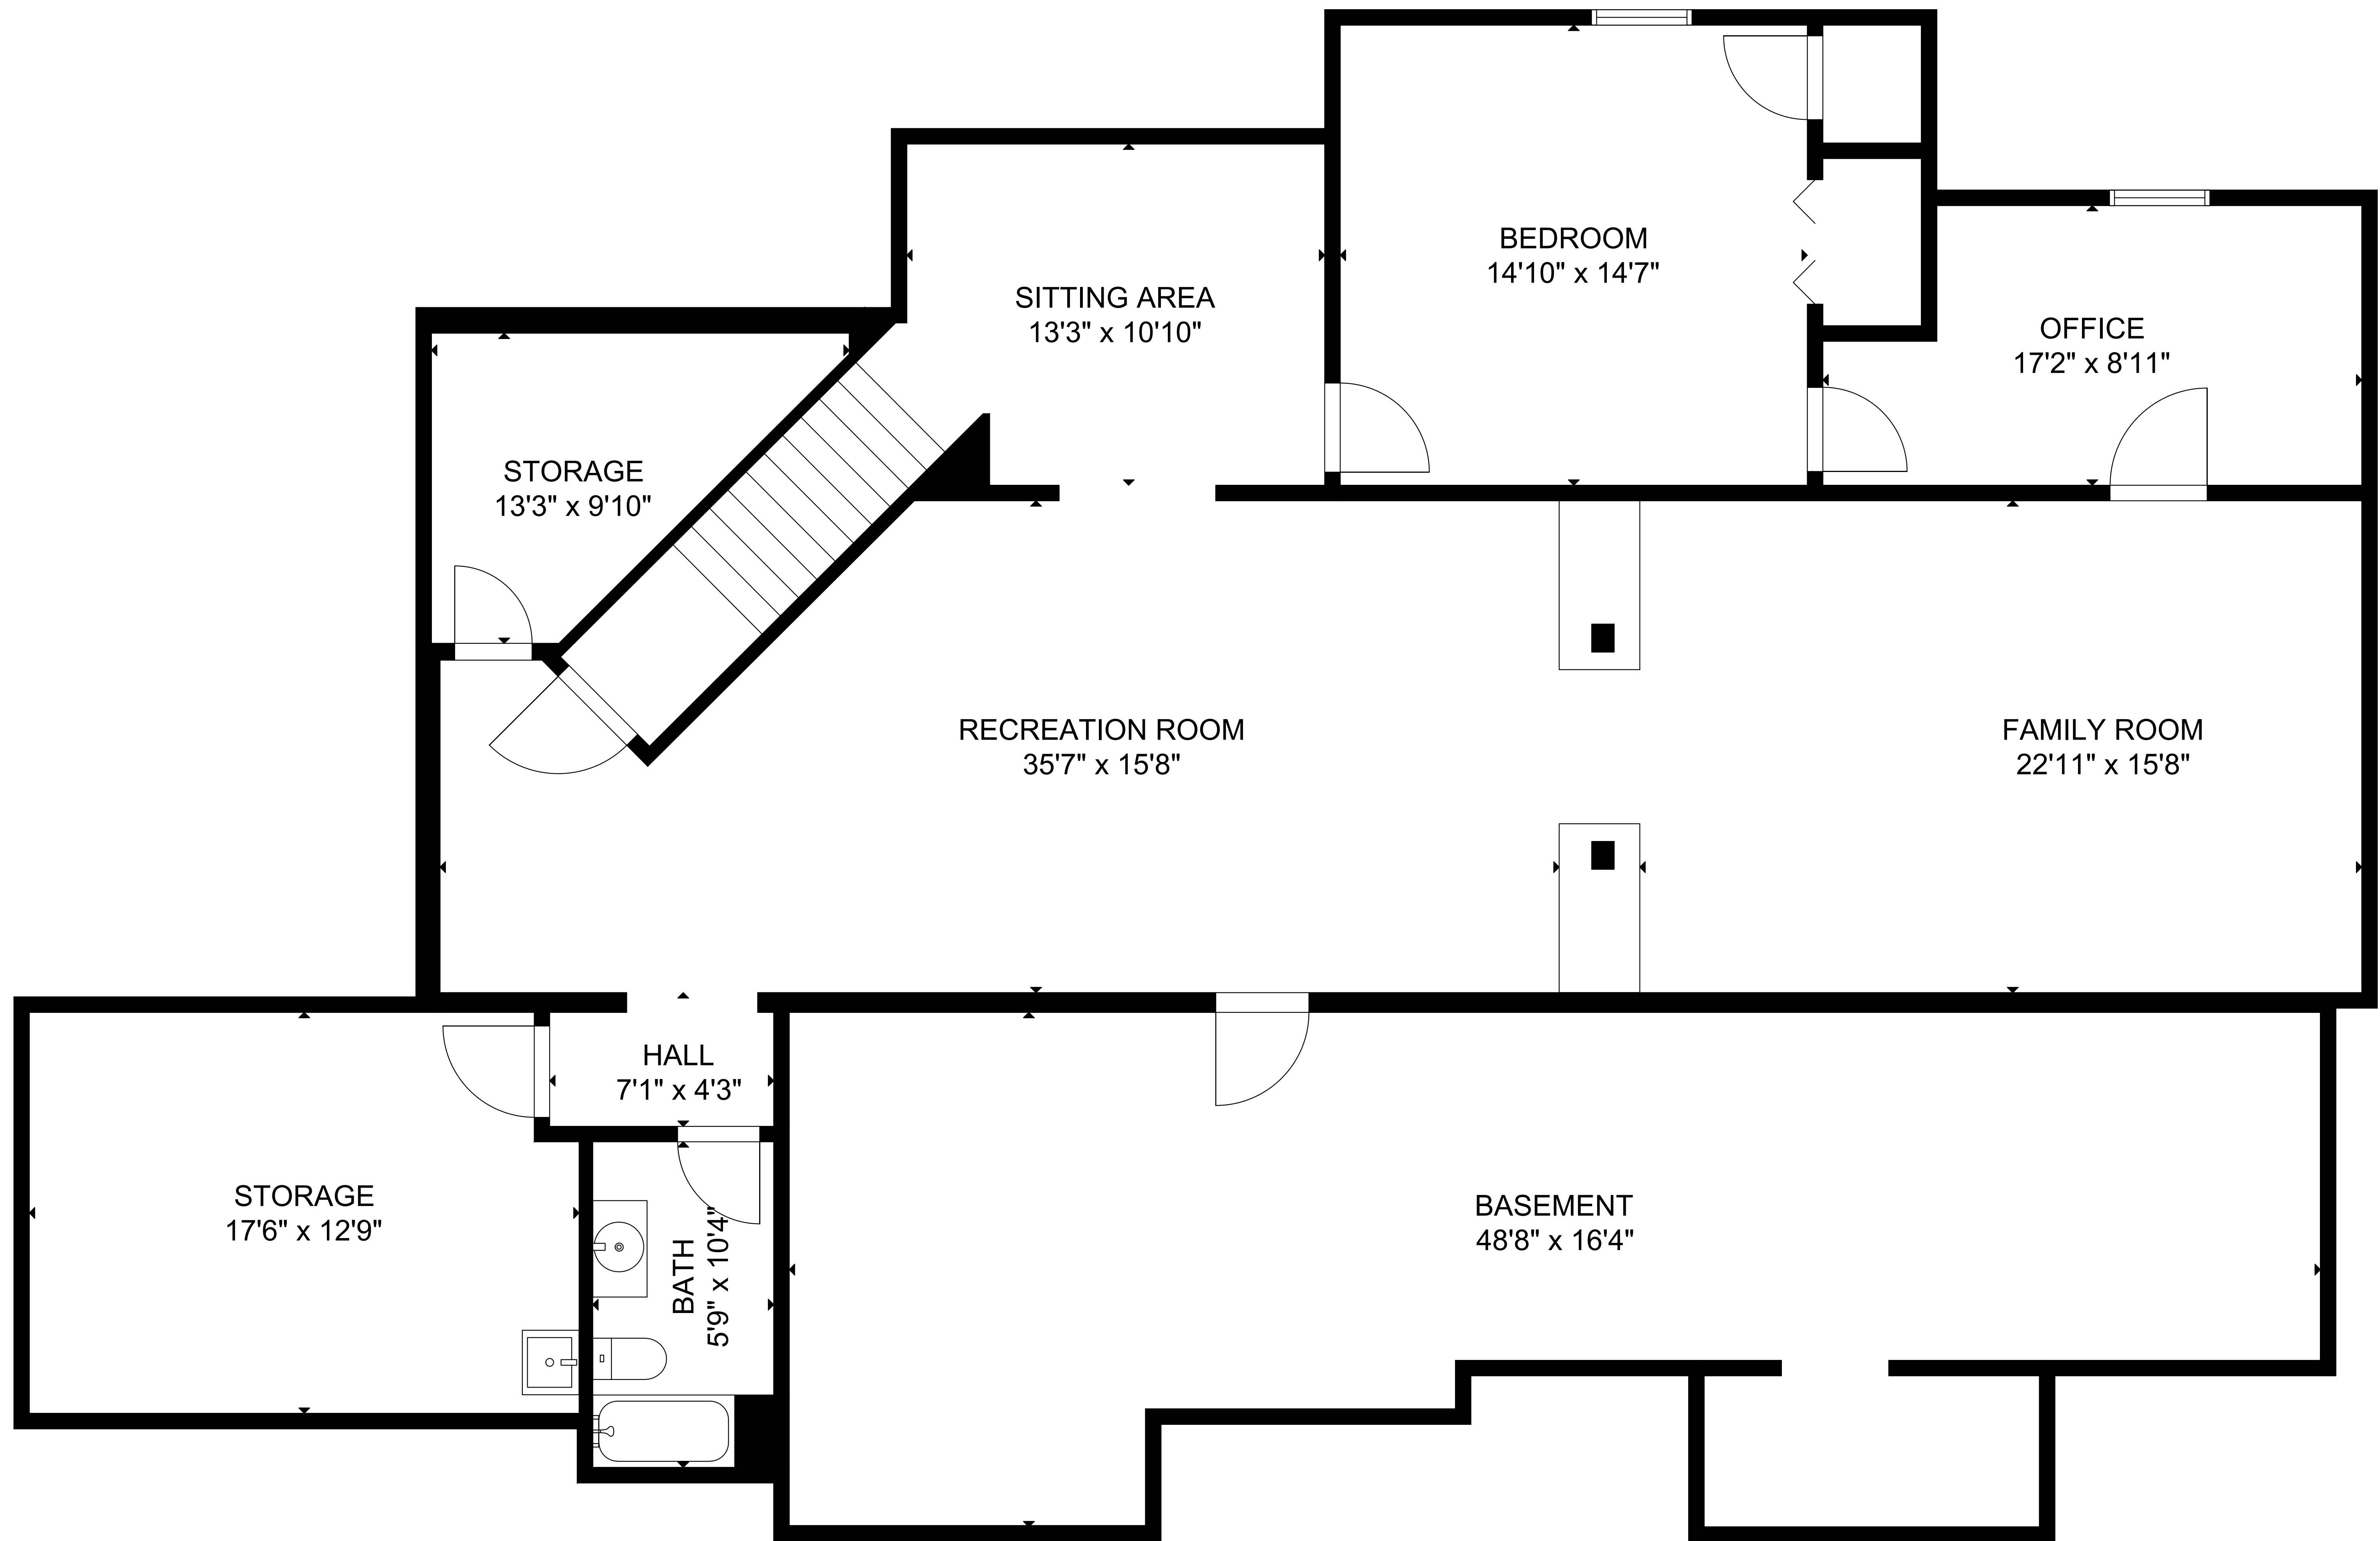 BEDROOM
14'10" x 14'7"
SITTING AREA
13'3" x 10'10"
OFFICE
17'2" x 8'11"
STORAGE
13'3" x 9'10"
RECREATION ROOM
35'7" x 15'8"
FAMILY ROOM
22'11" x 15'8"
HALL
7'1" x 4'3"
STORAGE
17'6" x 12'9"
BATH
5'9" x 10'4"
BASEMENT
48'8" x 16'4"